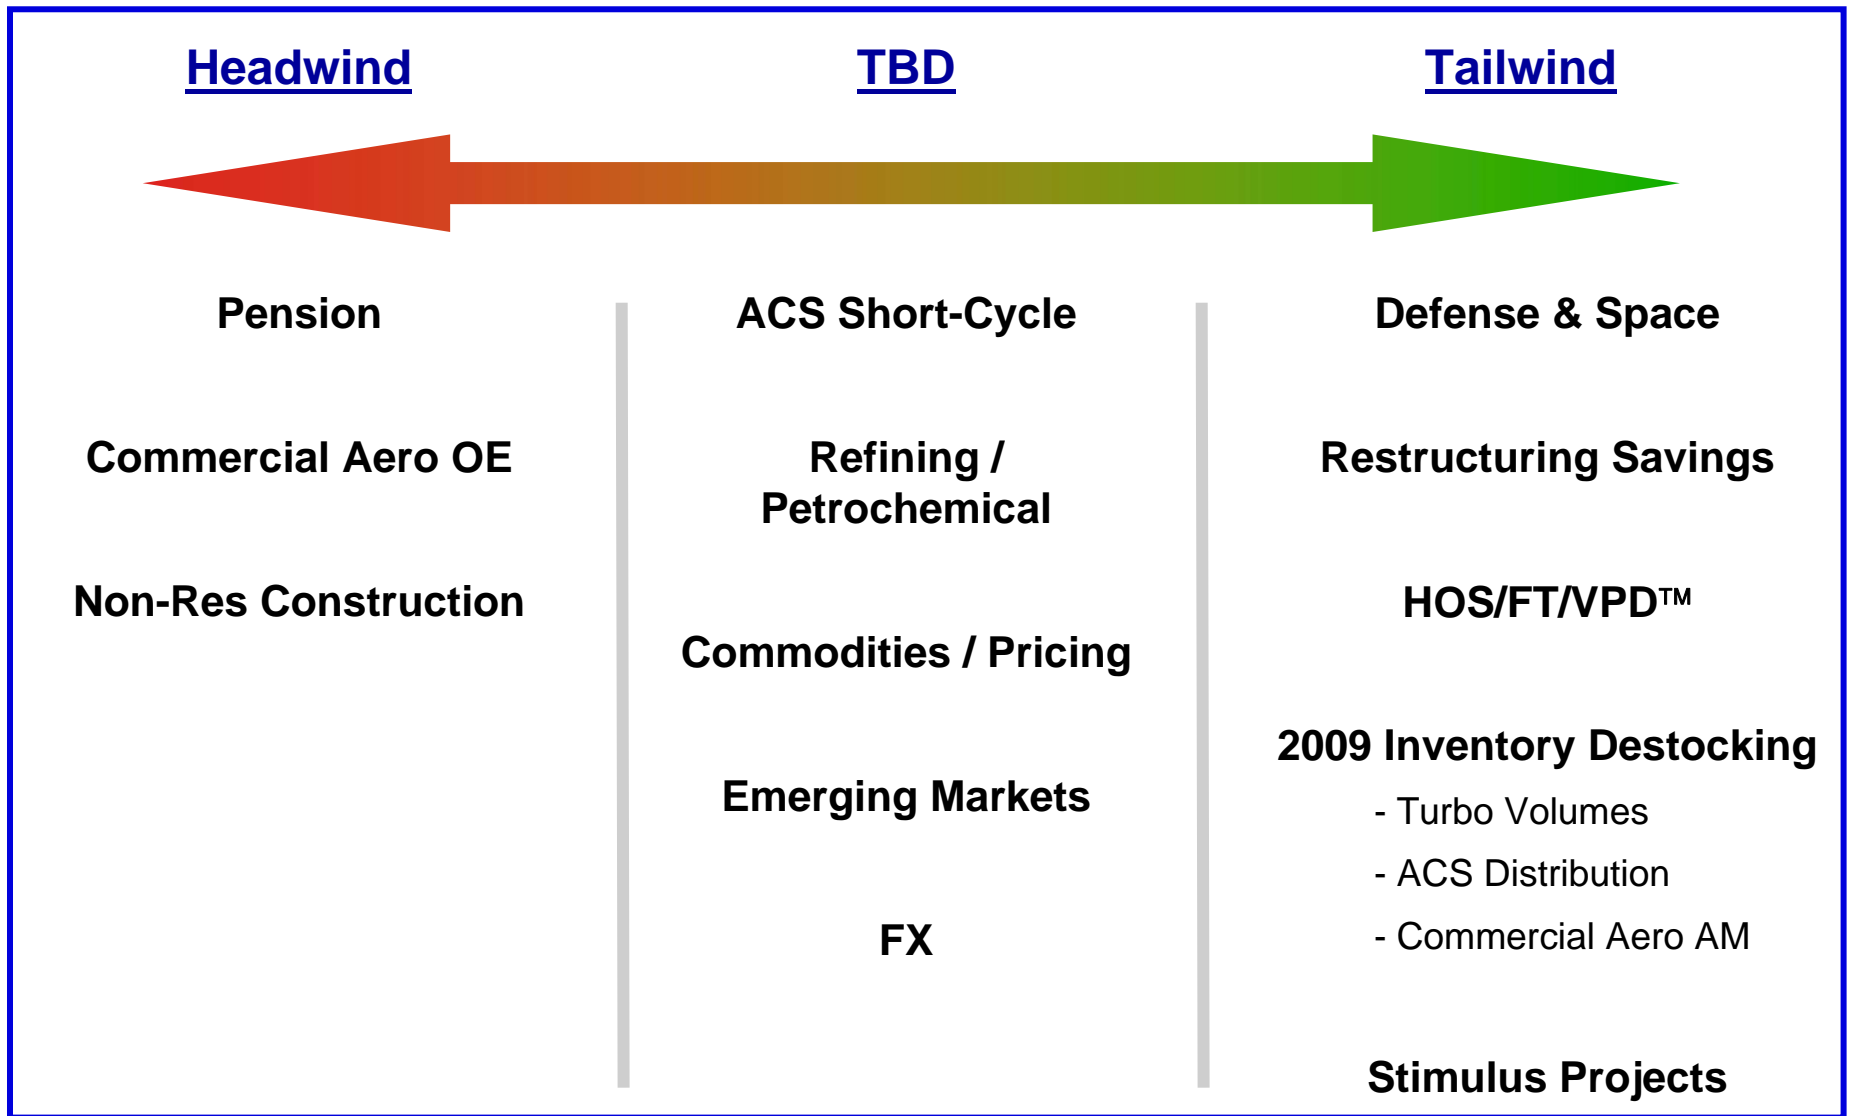 Headwind
TBD
Tailwind
Pension
Commercial Aero OE
Non-Res Construction
ACS Short-Cycle
Refining /
Petrochemical
Commodities / Pricing
Emerging Markets
FX
Defense & Space
Restructuring Savings
HOS/FT/VPD™
2009 Inventory Destocking
- Turbo Volumes
- ACS Distribution
- Commercial Aero AM
Stimulus Projects